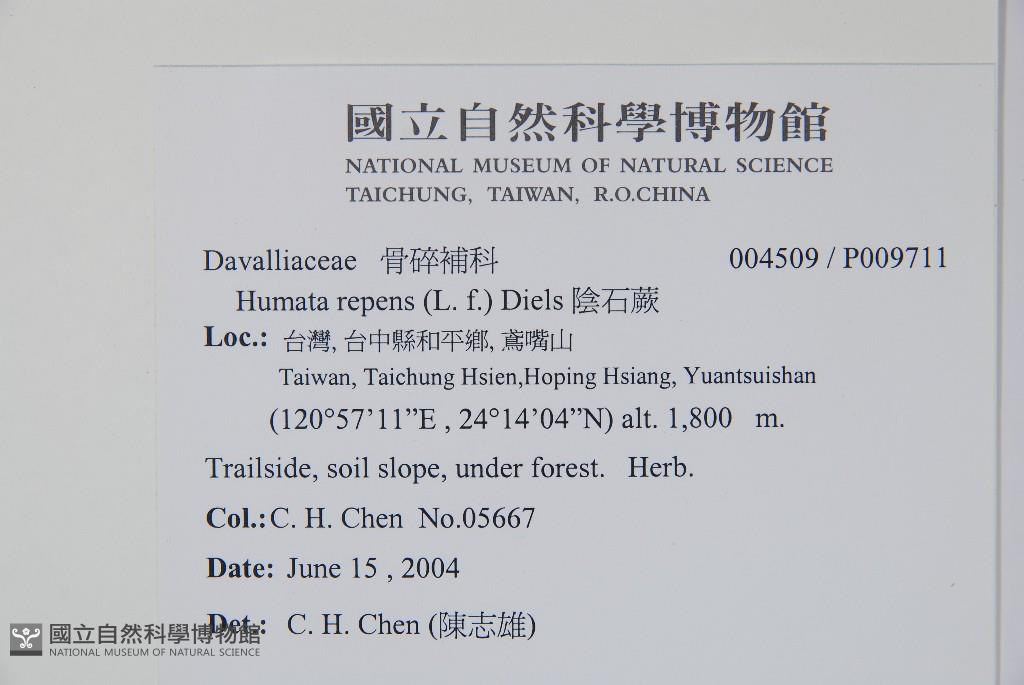 國立自然科學博物館
NATIONAL MUSEUM OF NATURAL SCIENCE
TAICHUNG, TAIWAN, R.O.CHINA
Davalliaceae 骨碎補科 004509 / P009711
Humata repens (L. f.) Diels 陰石蕨
Loc.: 台灣, 台中縣和平鄉, 鳶嘴山
Taiwan, Taichung Hsien,Hoping Hsiang, Yuantsuishan
(120°57’11”E , 24°14’04”N) alt. 1,800 m.
Trailside, soil slope, under forest. Herb.
Col.: C. H. Chen No.05667
Date: June 15 , 2004
Det.: C. H. Chen (陳志雄)
國立自然科學博物館
NATIONAL MUSEUM OF NATURAL SCIENCE